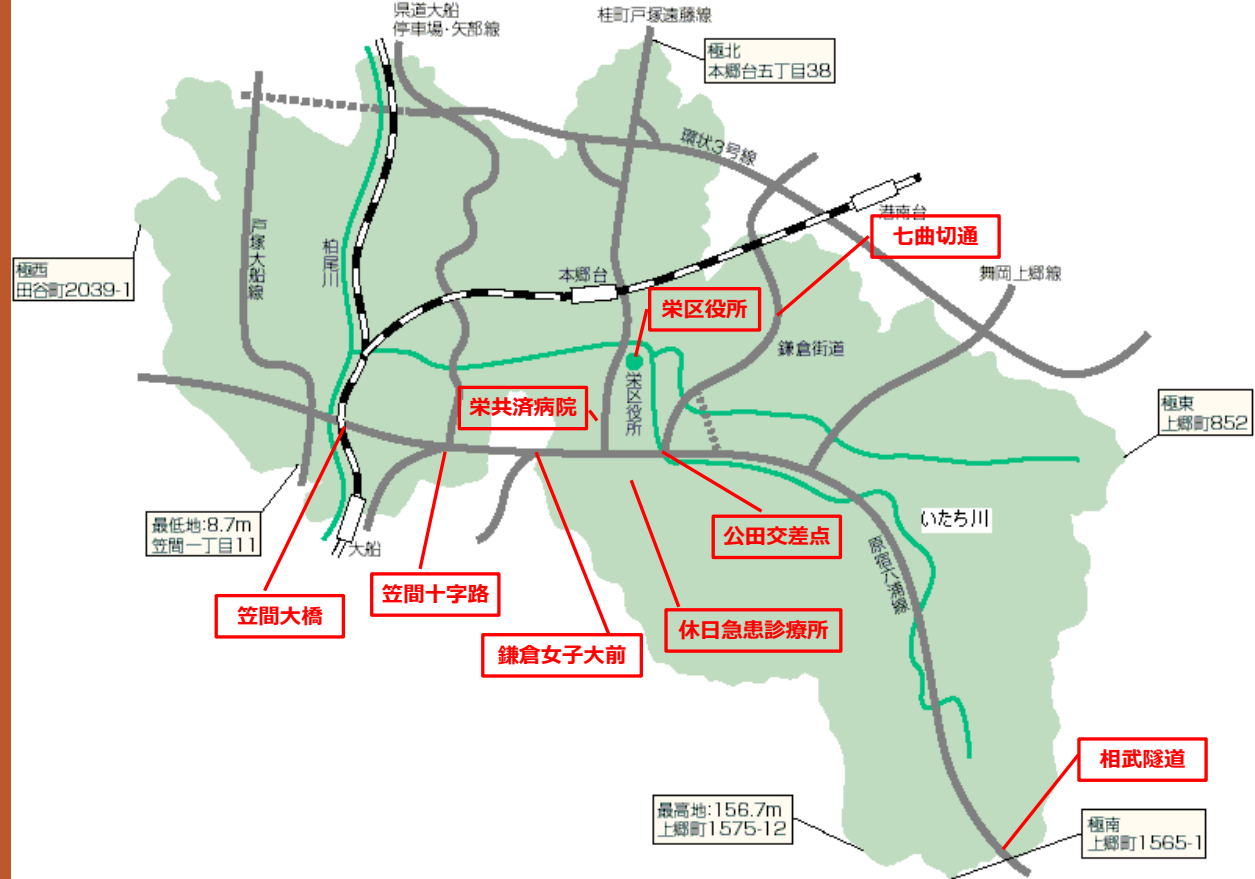 県道大船
停車場・矢部線
桂町戸塚遠藤線
極北
本郷台五丁目38
環状3号線
港南台
七曲切通
戸塚大船線
柏尾川
極西
田谷町2039-1
本郷台
舞岡上郷線
栄区役所
鎌倉街道
栄区役所
栄共済病院
極東
上郷町852
最低地:8.7m
笠間一丁目11
大船
公田交差点
いたち川
原宿六浦線
笠間十字路
笠間大橋
休日急患診療所
鎌倉女子大前
相武隧道
最高地:156.7m
上郷町1575-12
極南
上郷町1565-1